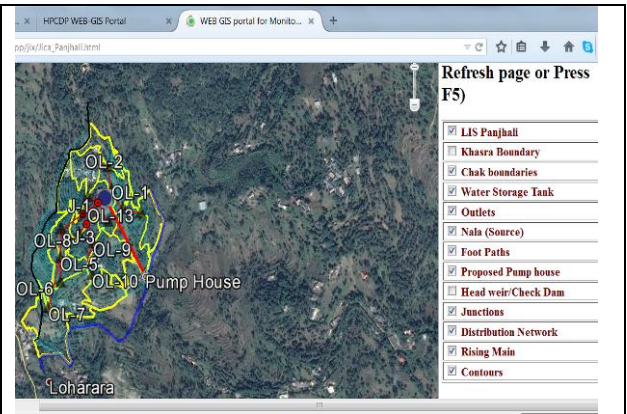 HPCDP WEB-GIS Portal
WEB GIS portal for Monito...
pp/jix/Jica_Panjhali.html
Refresh page or Press
F5)
LIS Panjhali
Khasra Boundary
Chak boundaries
Water Storage Tank
Outlets
Nala (Source)
Foot Paths
Proposed Pump house
Head weir/Check Dam
Junctions
Distribution Network
Rising Main
Contours
OL-2
OL-1
J-1
OL-13
OL-8
J-3
OL-9
OL-5
OL-10
Pump House
OL-6
OL-7
Loharara